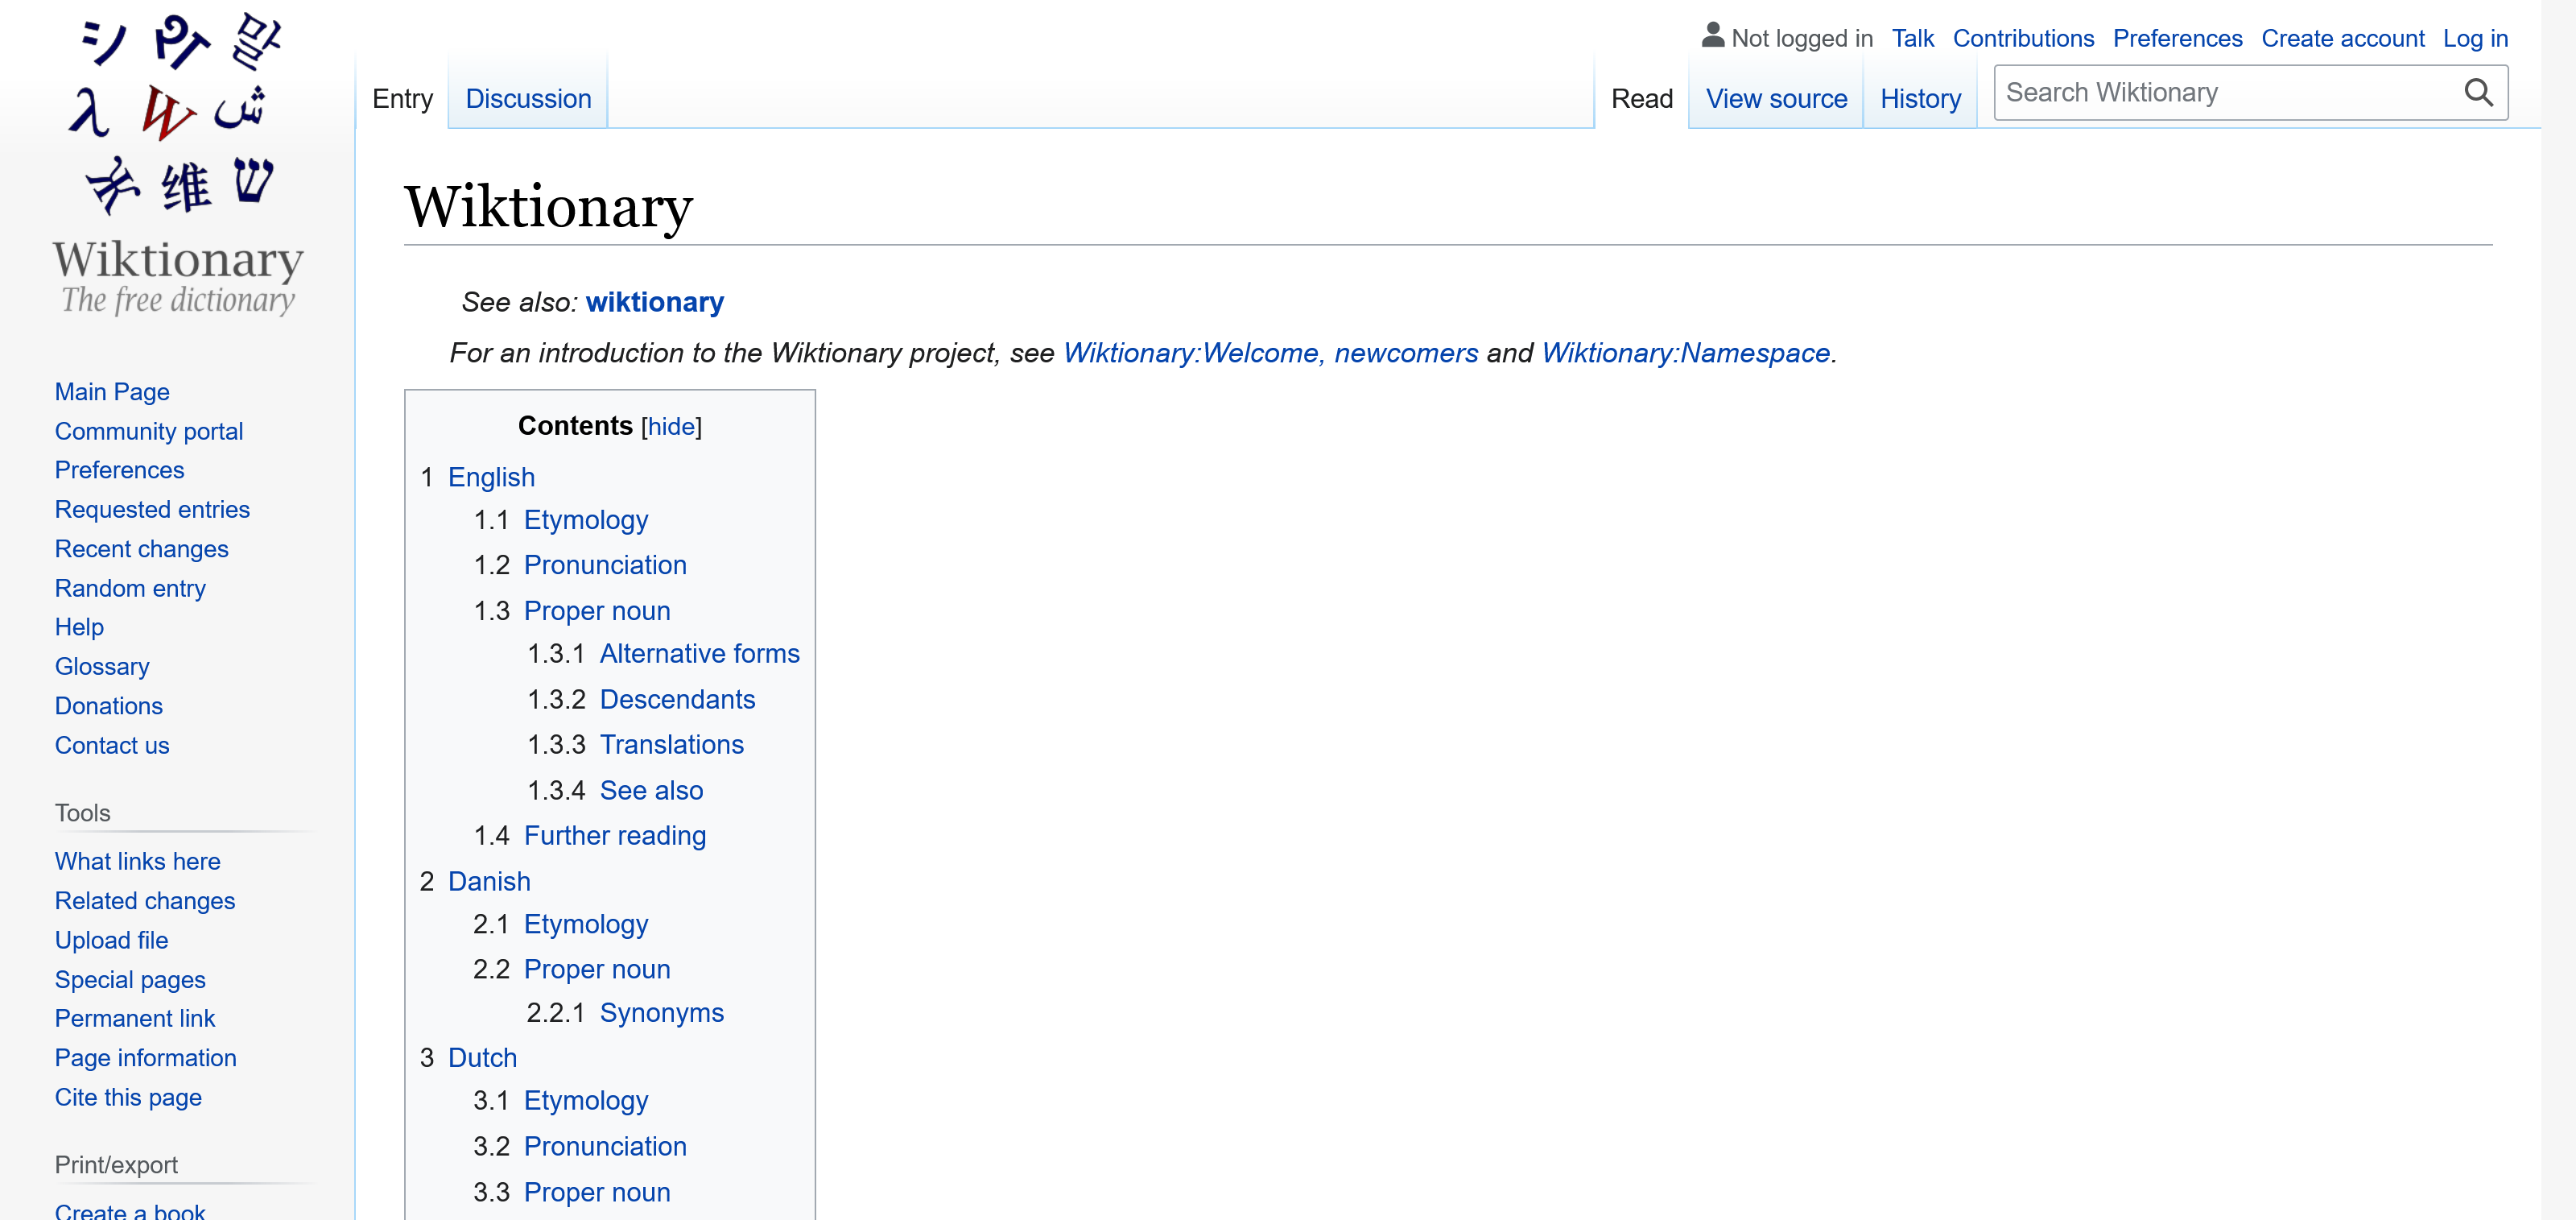 シ や 말
λ W ش
维 ש
Wiktionary
The free dictionary
Not logged in Talk Contributions Preferences Create account Log in
Entry Discussion Read View source History Search Wiktionary
Wiktionary
See also: wiktionary
For an introduction to the Wiktionary project, see Wiktionary:Welcome, newcomers and Wiktionary:Namespace.
Contents [hide]
1 English
1.1 Etymology
1.2 Pronunciation
1.3 Proper noun
1.3.1 Alternative forms
1.3.2 Descendants
1.3.3 Translations
1.3.4 See also
1.4 Further reading
2 Danish
2.1 Etymology
2.2 Proper noun
2.2.1 Synonyms
3 Dutch
3.1 Etymology
3.2 Pronunciation
3.3 Proper noun
Main Page
Community portal
Preferences
Requested entries
Recent changes
Random entry
Help
Glossary
Donations
Contact us
Tools
What links here
Related changes
Upload file
Special pages
Permanent link
Page information
Cite this page
Print/export
Create a book